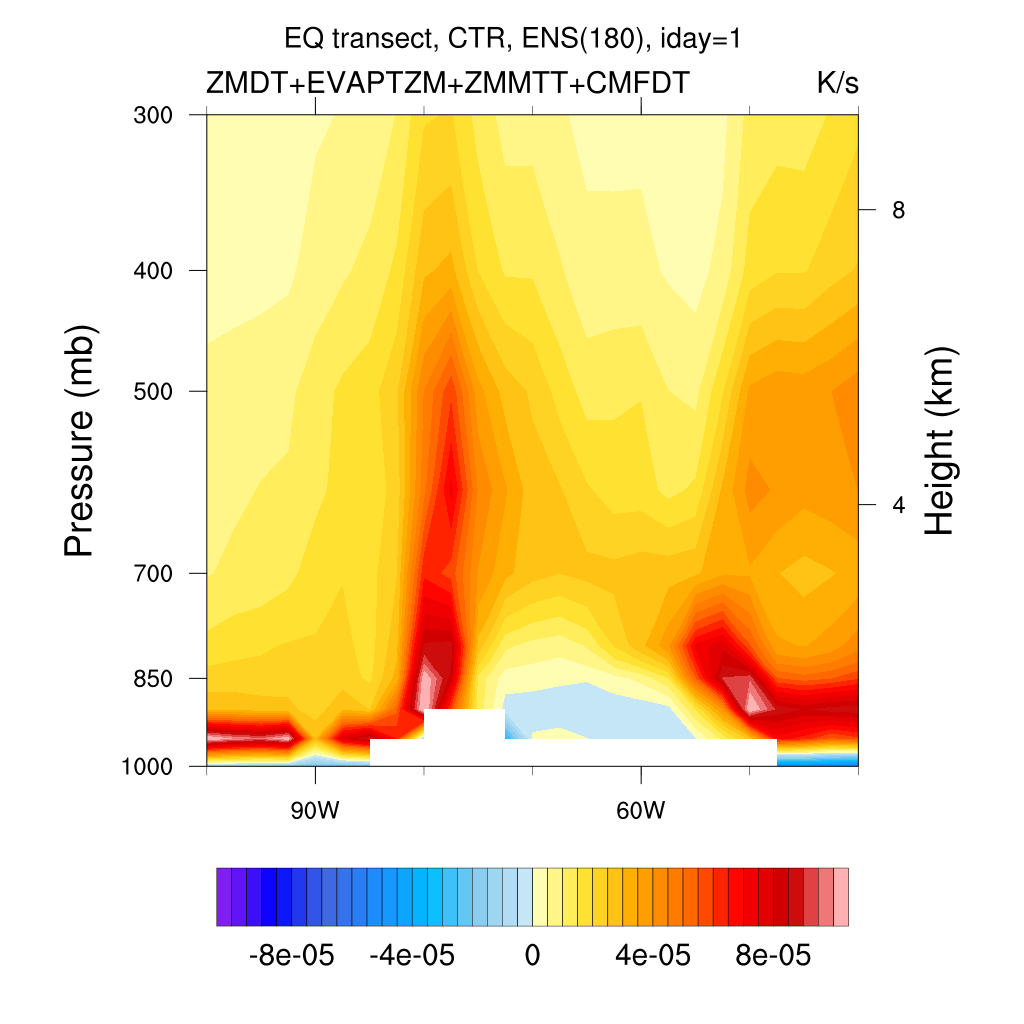 EQ transect, CTR, ENS(180), iday=1
ZMDT+EVAPTZM+ZMMTT+CMFDT K/s
300
400
500
700
850
1000
Pressure (mb)
8
4
Height (km)
90W 60W
-8e-05 -4e-05 0 4e-05 8e-05